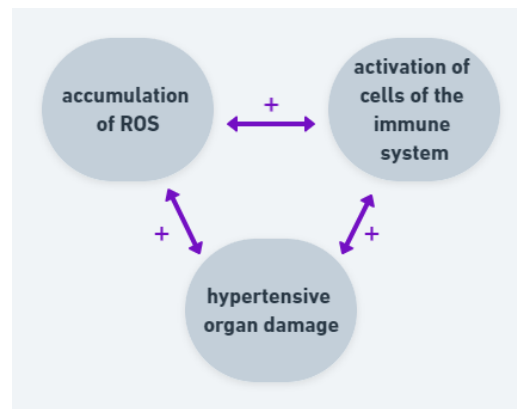 accumulation
of ROS
+
activation of
cells of the
immune
system
+
+
hypertensive
organ damage